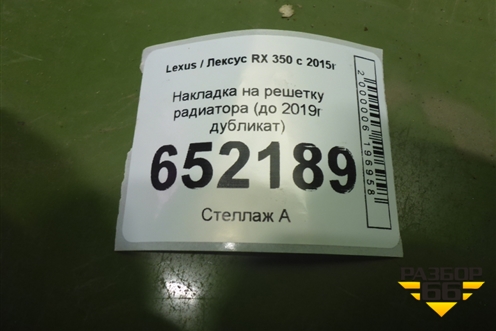 Lexus / Лексус RX 350 с 2015г
Накладка на решетку
радиатора (до 2019г
дубликат)
652189
Стеллаж А
2000006196958
РАЗБОР
66